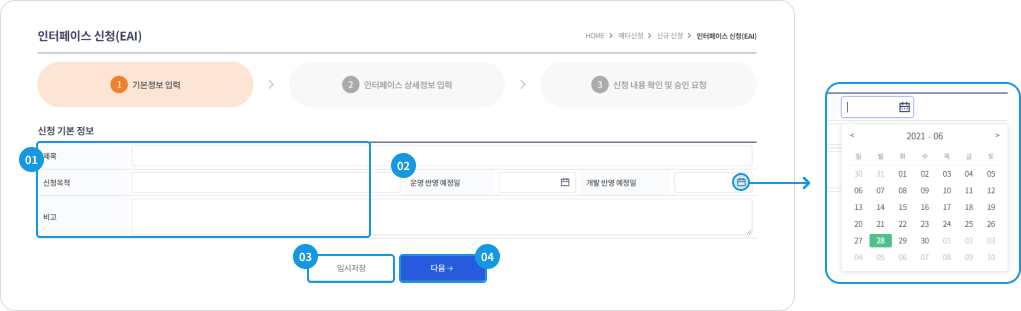 인터페이스 신청(EAI)
HOME > 메타신청 > 신규 신청 > 인터페이스 신청(EAI)
1 기본정보 입력
2 인터페이스 상세정보 입력
3 신청 내용 확인 및 승인 요청
신청 기본 정보
01
제목
02
신청목적
운영 반영 예정일
개발 반영 예정일
비고
03
임시저장
다음 →
04
< 2021 - 06 >
일 월 화 수 목 금 토
30 31 01 02 03 04 05
06 07 08 09 10 11 12
13 14 15 16 17 18 19
20 21 22 23 24 25 26
27 28 29 30 01 02 03
04 05 06 07 08 09 10